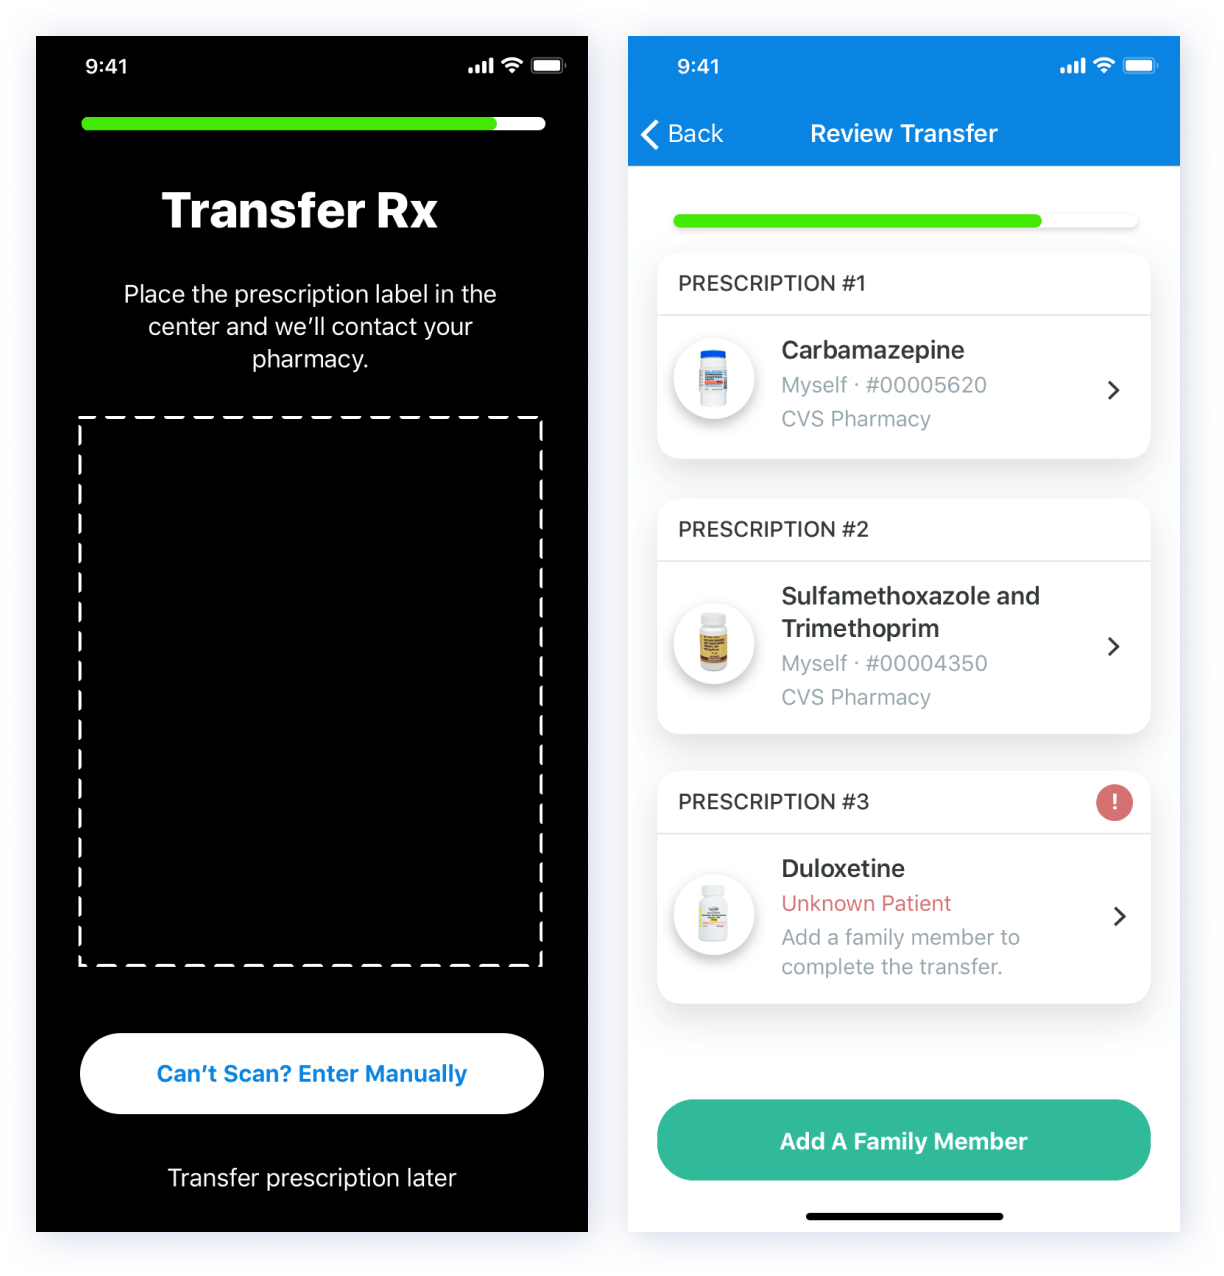 9:41
Transfer Rx
Place the prescription label in the
center and we’ll contact your
pharmacy.
Can’t Scan? Enter Manually
Transfer prescription later
9:41
Back
Review Transfer
PRESCRIPTION #1
Carbamazepine
Myself · #00005620
CVS Pharmacy
PRESCRIPTION #2
Sulfamethoxazole and
Trimethoprim
Myself · #00004350
CVS Pharmacy
PRESCRIPTION #3
!
Duloxetine
Unknown Patient
Add a family member to
complete the transfer.
Add A Family Member